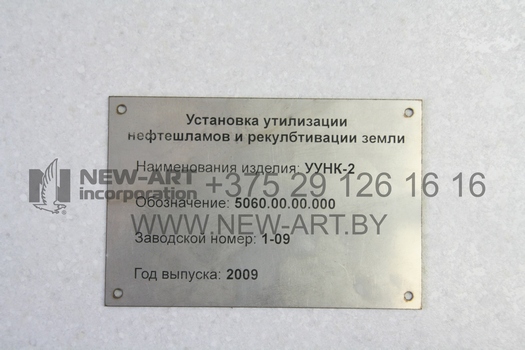 Установка утилизации
нефтешламов и рекулбтивации земли
Наименования изделия: УУНК-2
NEW-ART
incorporation
+375 29 126 16 16
Обозначение: 5060.00.00.000
WWW.NEW-ART.BY
Заводской номер: 1-09
Год выпуска: 2009